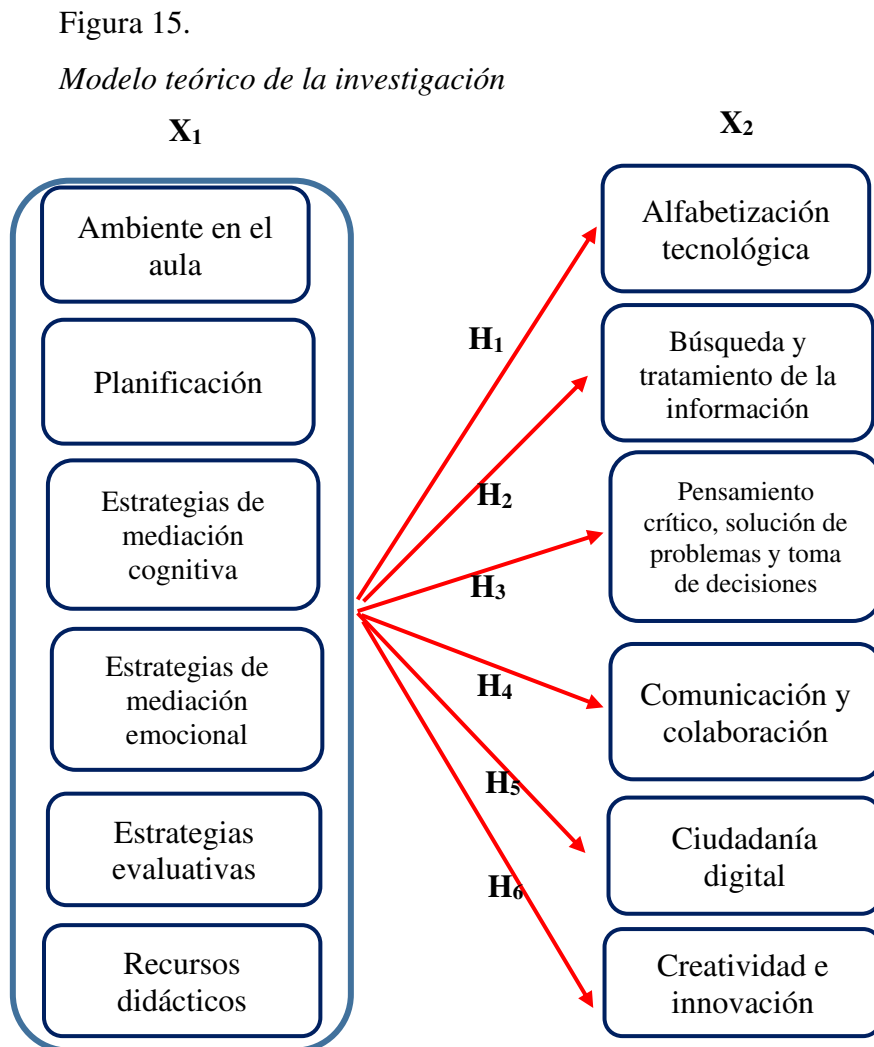 Figura 15.
Modelo teórico de la investigación
X₁
X₂
Ambiente en el
aula
Planificación
Estrategias de
mediación
cognitiva
Estrategias de
mediación
emocional
Estrategias
evaluativas
Recursos
didácticos
H₁
H₂
H₃
H₄
H₅
H₆
Alfabetización
tecnológica
Búsqueda y
tratamiento de la
información
Pensamiento
crítico, solución de
problemas y toma
de decisiones
Comunicación y
colaboración
Ciudadanía
digital
Creatividad e
innovación